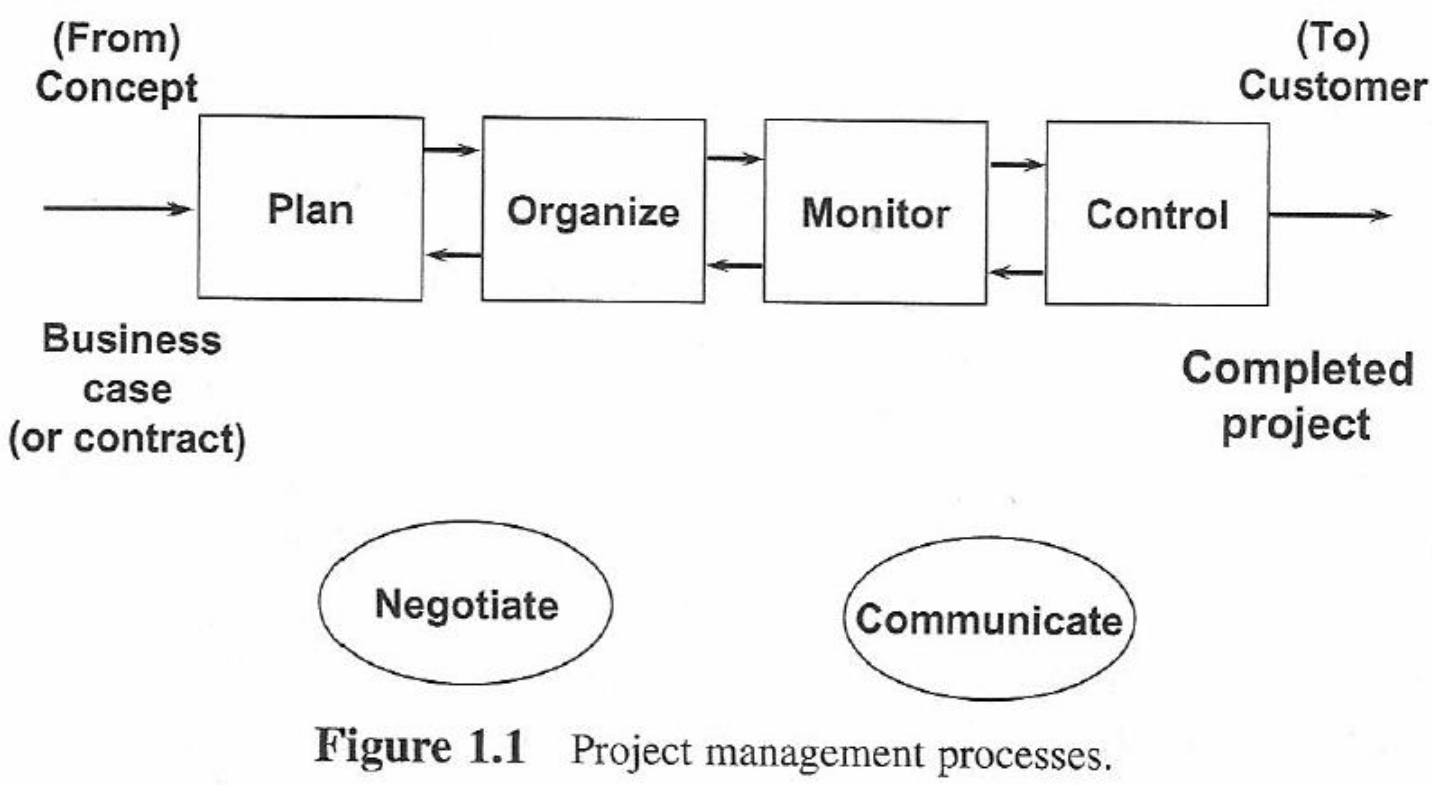 (From)
Concept
(To)
Customer
Plan
Organize
Monitor
Control
Business
case
(or contract)
Completed
project
Negotiate
Communicate
Figure 1.1 Project management processes.